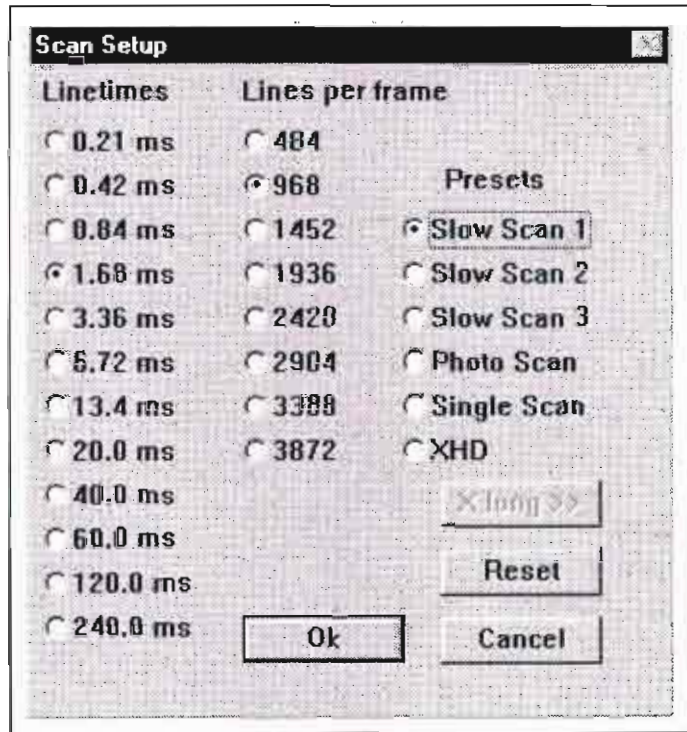 Scan Setup
Linetimes
0.21 ms
0.42 ms
0.84 ms
1.68 ms
3.36 ms
6.72 ms
13.4 ms
20.0 ms
40.0 ms
60.0 ms
120.0 ms
240.0 ms
Lines per frame
484
968
1452
1936
2420
2904
3388
3872
Presets
Slow Scan 1
Slow Scan 2
Slow Scan 3
Photo Scan
Single Scan
XHD
X long >>
Reset
Ok
Cancel